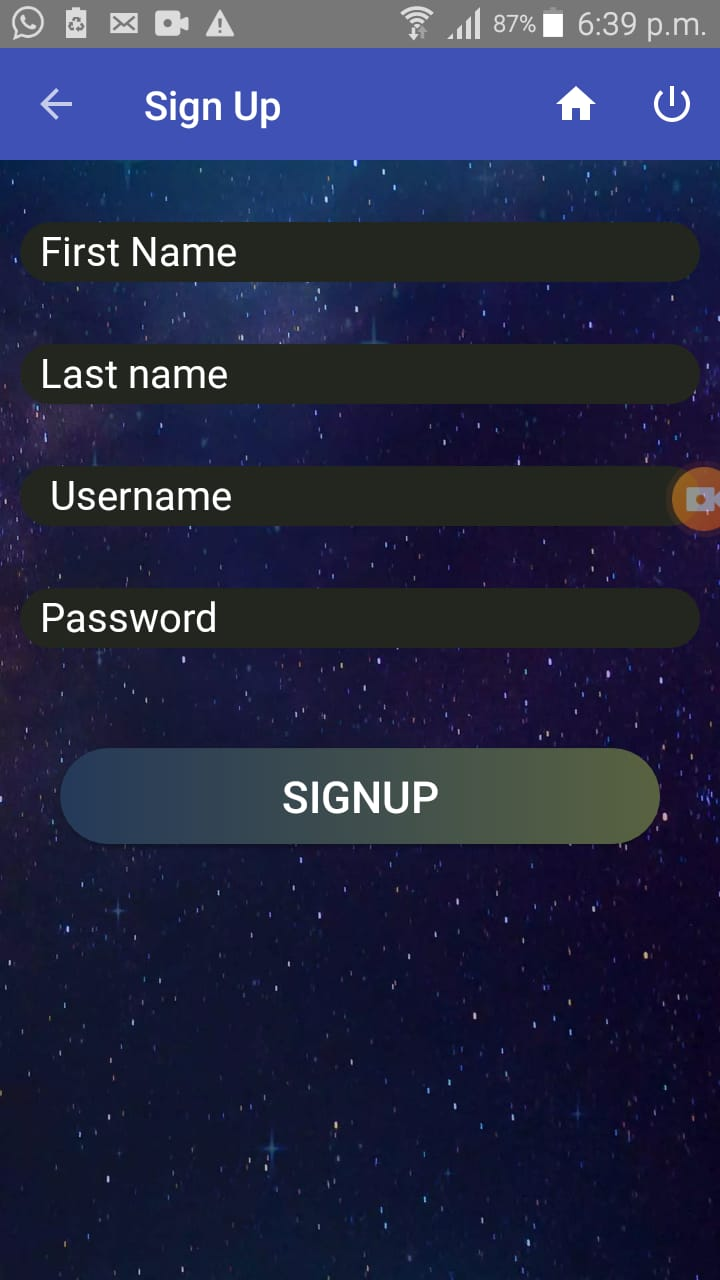 87% 6:39 p.m.
Sign Up
First Name
Last name
Username
Password
SIGNUP